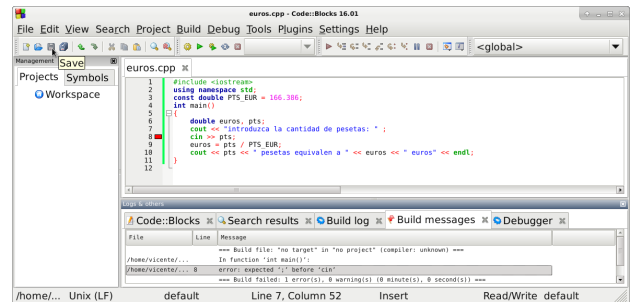 euros.cpp - Code::Blocks 16.01
File Edit View Search Project Build Debug Tools Plugins Settings Help
<global>
Management
Save
Projects Symbols
Workspace
euros.cpp
1 #include <iostream>
2 using namespace std;
3 const double PTS_EUR = 166.386;
4 int main()
5 {
6 double euros, pts;
7 cout << "introduzca la cantidad de pesetas: " ;
8 cin >> pts;
9 euros = pts / PTS_EUR;
10 cout << pts << " pesetas equivalen a " << euros << " euros" << endl;
11 }
12
Logs & others
Code::Blocks Search results Build log Build messages Debugger
File Line Message
=== Build file: "no target" in "no project" (compiler: unknown) ===
/home/vicente/... In function 'int main()':
/home/vicente/... 8 error: expected ';' before 'cin'
=== Build failed: 1 error(s), 0 warning(s) (0 minute(s), 0 second(s)) ===
/home/... Unix (LF) default Line 7, Column 52 Insert Read/Write default